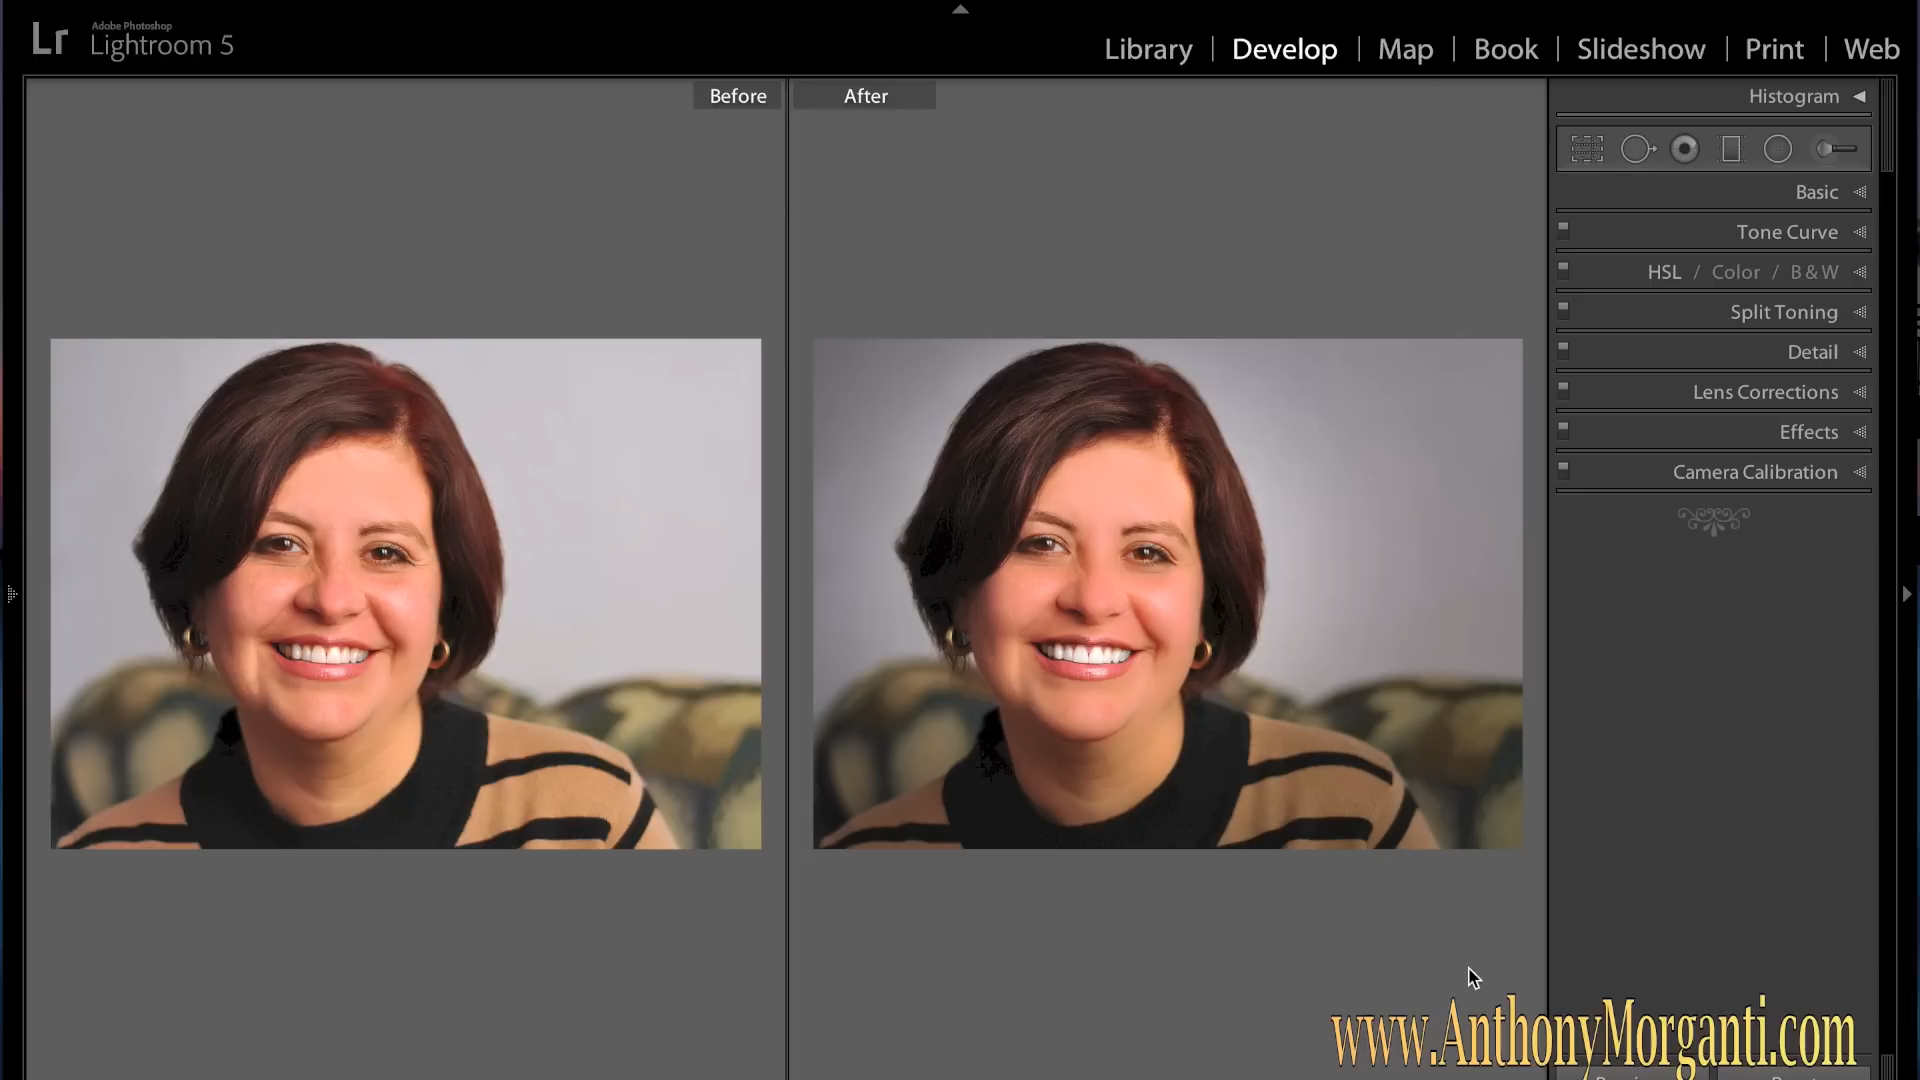 Lr
Adobe Photoshop
Lightroom 5
Library | Develop | Map | Book | Slideshow | Print | Web
Before
After
Histogram
Basic
Tone Curve
HSL / Color / B & W
Split Toning
Detail
Lens Corrections
Effects
Camera Calibration
www.AnthonyMorganti.com